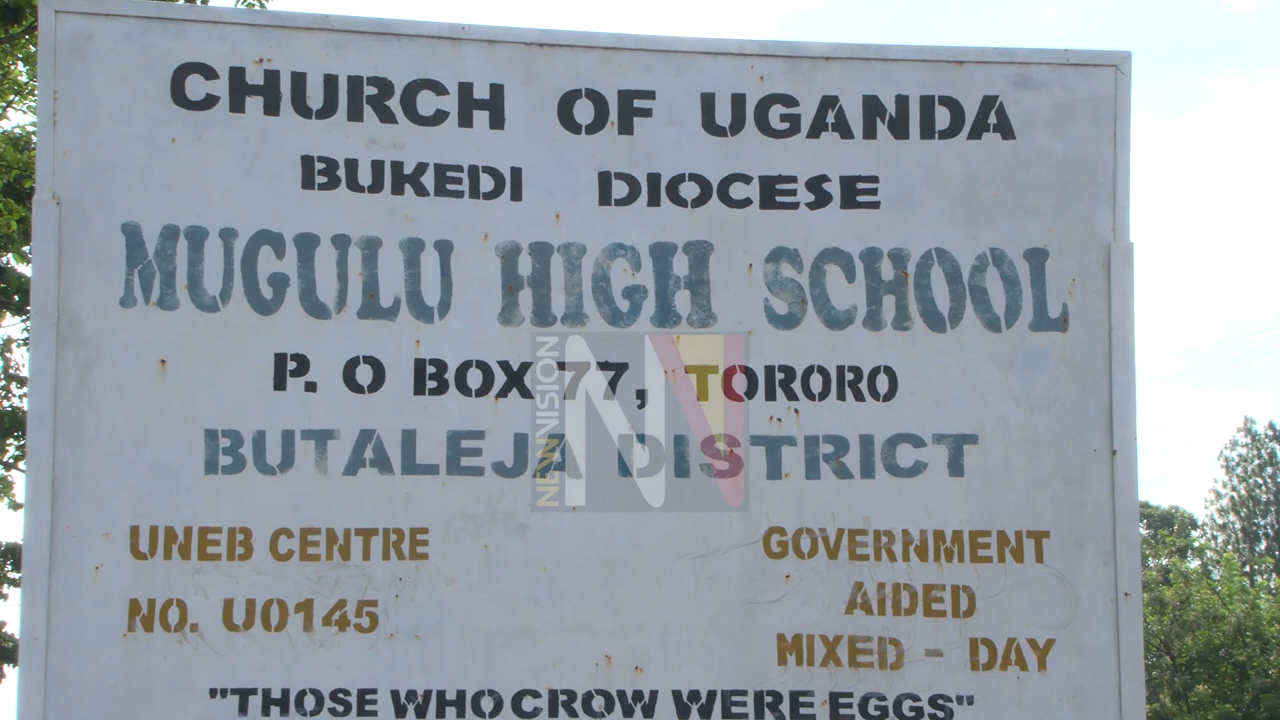 CHURCH OF UGANDA
BUKEDI DIOCESE
MUGULU HIGH SCHOOL
P. O BOX 77, TORORO
BUTALEJA DISTRICT
NEW VISION
UNEB CENTRE
NO. U0145
GOVERNMENT
AIDED
MIXED - DAY
"THOSE WHO CROW WERE EGGS"